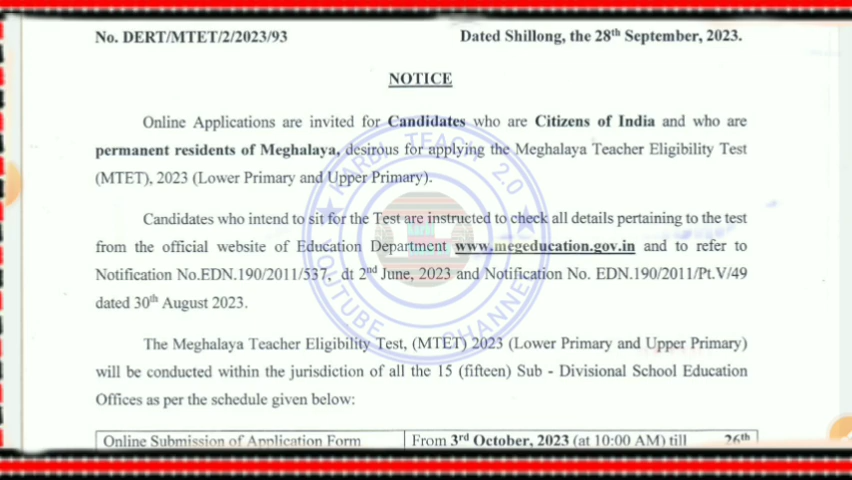 No. DERT/MTET/2/2023/93 Dated Shillong, the 28th September, 2023.
NOTICE
Online Applications are invited for Candidates who are Citizens of India and who are
permanent residents of Meghalaya, desirous for applying the Meghalaya Teacher Eligibility Test
(MTET), 2023 (Lower Primary and Upper Primary).
Candidates who intend to sit for the Test are instructed to check all details pertaining to the test
from the official website of Education Department www.megeducation.gov.in and to refer to
Notification No.EDN.190/2011/537, dt 2nd June, 2023 and Notification No. EDN.190/2011/Pt.V/49
dated 30th August 2023.
The Meghalaya Teacher Eligibility Test, (MTET) 2023 (Lower Primary and Upper Primary)
will be conducted within the jurisdiction of all the 15 (fifteen) Sub - Divisional School Education
Offices as per the schedule given below:
Online Submission of Application Form From 3rd October, 2023 (at 10:00 AM) till 26th
KARBI TEACH 2.0
YOUTUBE CHANNEL